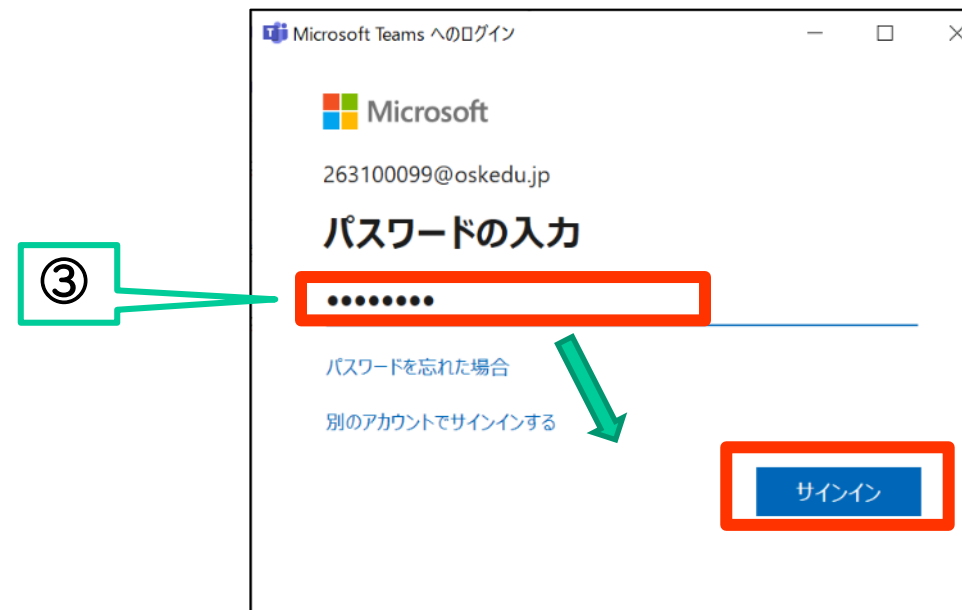 Microsoft Teams へのログイン
Microsoft
263100099@oskedu.jp
パスワードの入力
③
••••••••
パスワードを忘れた場合
別のアカウントでサインインする
サインイン